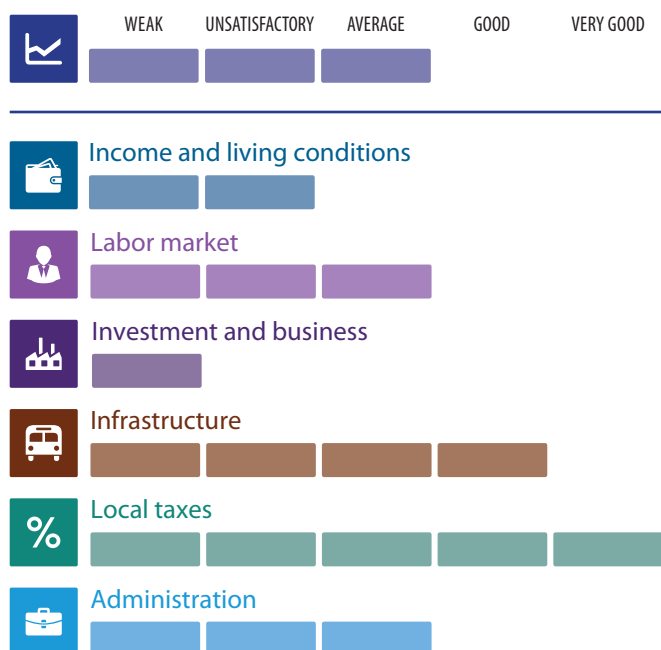 WEAK UNSATISFACTORY AVERAGE GOOD VERY GOOD
Income and living conditions
Labor market
Investment and business
Infrastructure
%
Local taxes
Administration